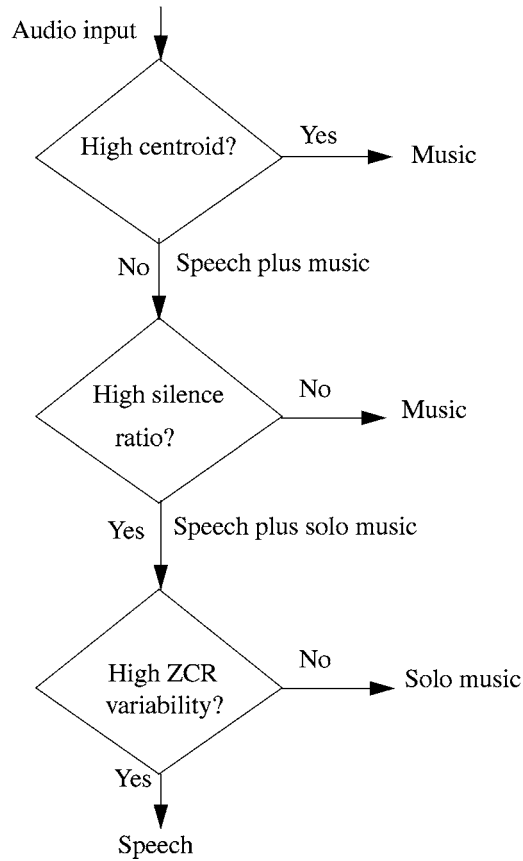 Audio input
High centroid?
Yes
Music
No
Speech plus music
High silence
ratio?
No
Music
Yes
Speech plus solo music
High ZCR
variability?
No
Solo music
Yes
Speech